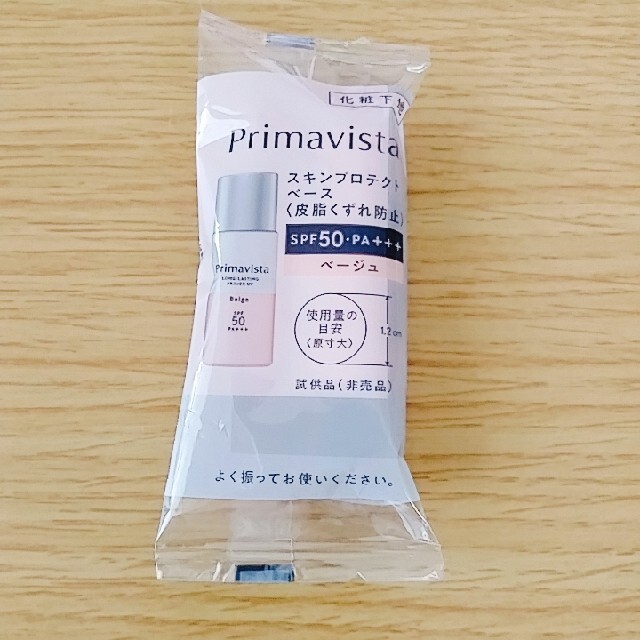 化粧下地
Primavista
スキンプロテクト
ベース
〈皮脂くずれ防止〉
SPF50・PA+++
ベージュ
Primavista
LONG LASTING
Beige
SPF
50
PA+++
使用量の
目安
(原寸大)
1.2cm
試供品(非売品)
よく振ってお使いください。